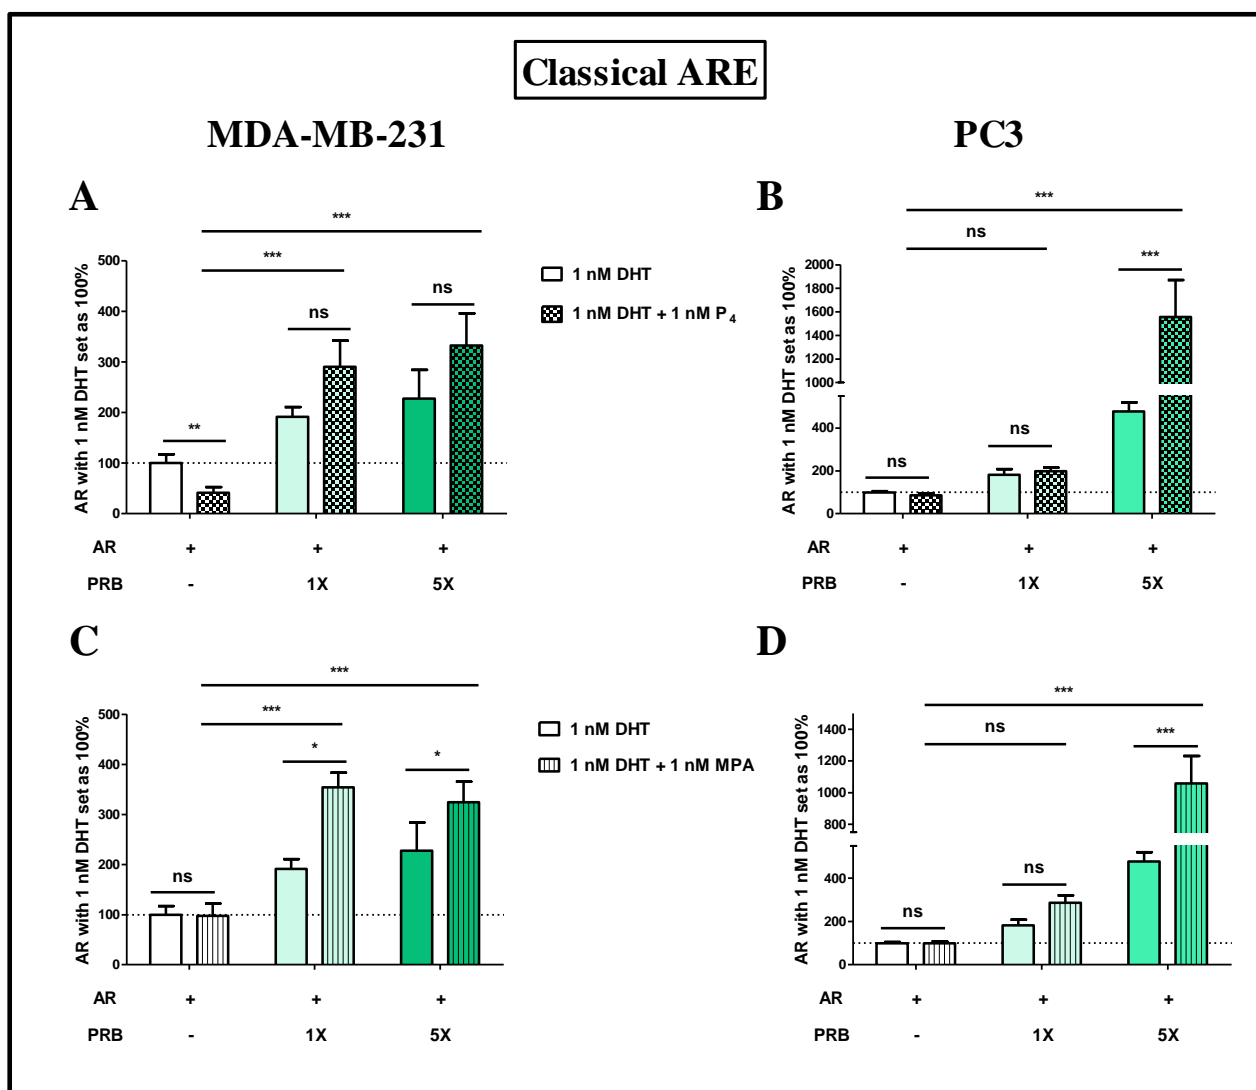 Classical ARE
MDA-MB-231
PC3
A
***
***
ns
ns
**
AR with 1 nM DHT set as 100%
500
400
300
200
100
0
1 nM DHT
1 nM DHT + 1 nM P4
AR + + +
PRB - 1X 5X
B
***
ns
***
ns
ns
AR with 1 nM DHT set as 100%
2000
1800
1600
1400
1200
1000
400
200
0
AR + + +
PRB - 1X 5X
C
***
***
*
*
ns
AR with 1 nM DHT set as 100%
500
400
300
200
100
0
1 nM DHT
1 nM DHT + 1 nM MPA
AR + + +
PRB - 1X 5X
D
***
ns
***
ns
ns
AR with 1 nM DHT set as 100%
1400
1200
1000
800
400
200
0
AR + + +
PRB - 1X 5X